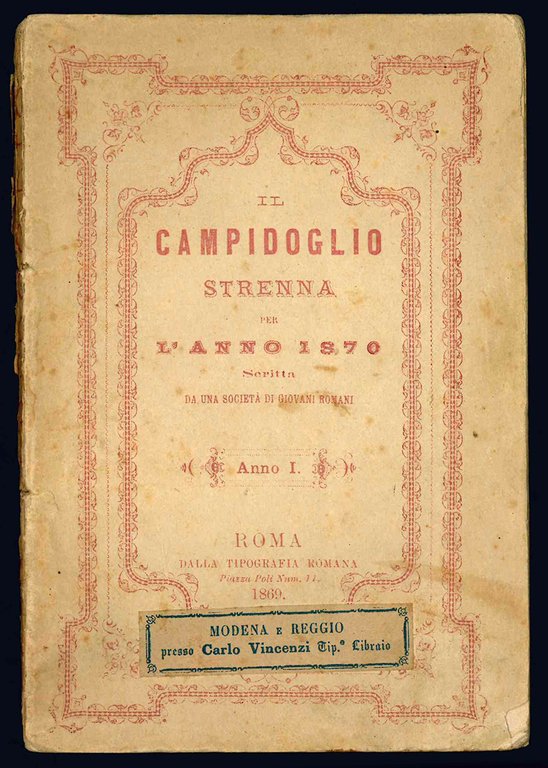 IL
CAMPIDOGLIO
STRENNA
PER
L'ANNO 1870
Scritta
DA UNA SOCIETÀ DI GIOVANI ROMANI
Anno I.
ROMA
DALLA TIPOGRAFIA ROMANA
Piazza Poli Num. 11.
1869.
MODENA E REGGIO
presso Carlo Vincenzi Tip.º Libraio